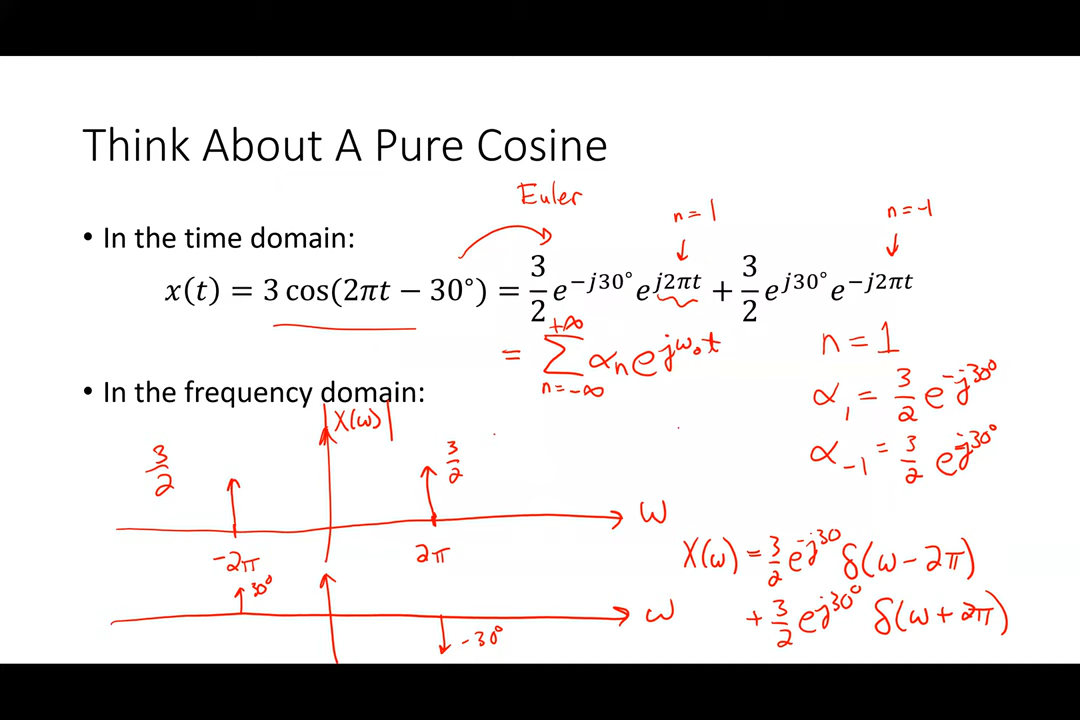 Think About A Pure Cosine
Euler
n = 1
n = -1
• In the time domain:
x(t) = 3 cos(2πt − 30°) = 3/2 e^{−j30°} e^{j2πt} + 3/2 e^{j30°} e^{−j2πt}
= ∑_{n=-∞}^{+∞} α_n e^{jω₀t}
n = 1
• In the frequency domain:
α_1 = 3/2 e^{-j30°}
|X(ω)|
α_{-1} = 3/2 e^{j30°}
3/2
3/2
ω
-2π
2π
X(ω) = 3/2 e^{-j30} δ(ω - 2π)
30°
ω
+ 3/2 e^{j30°} δ(ω + 2π)
-30°